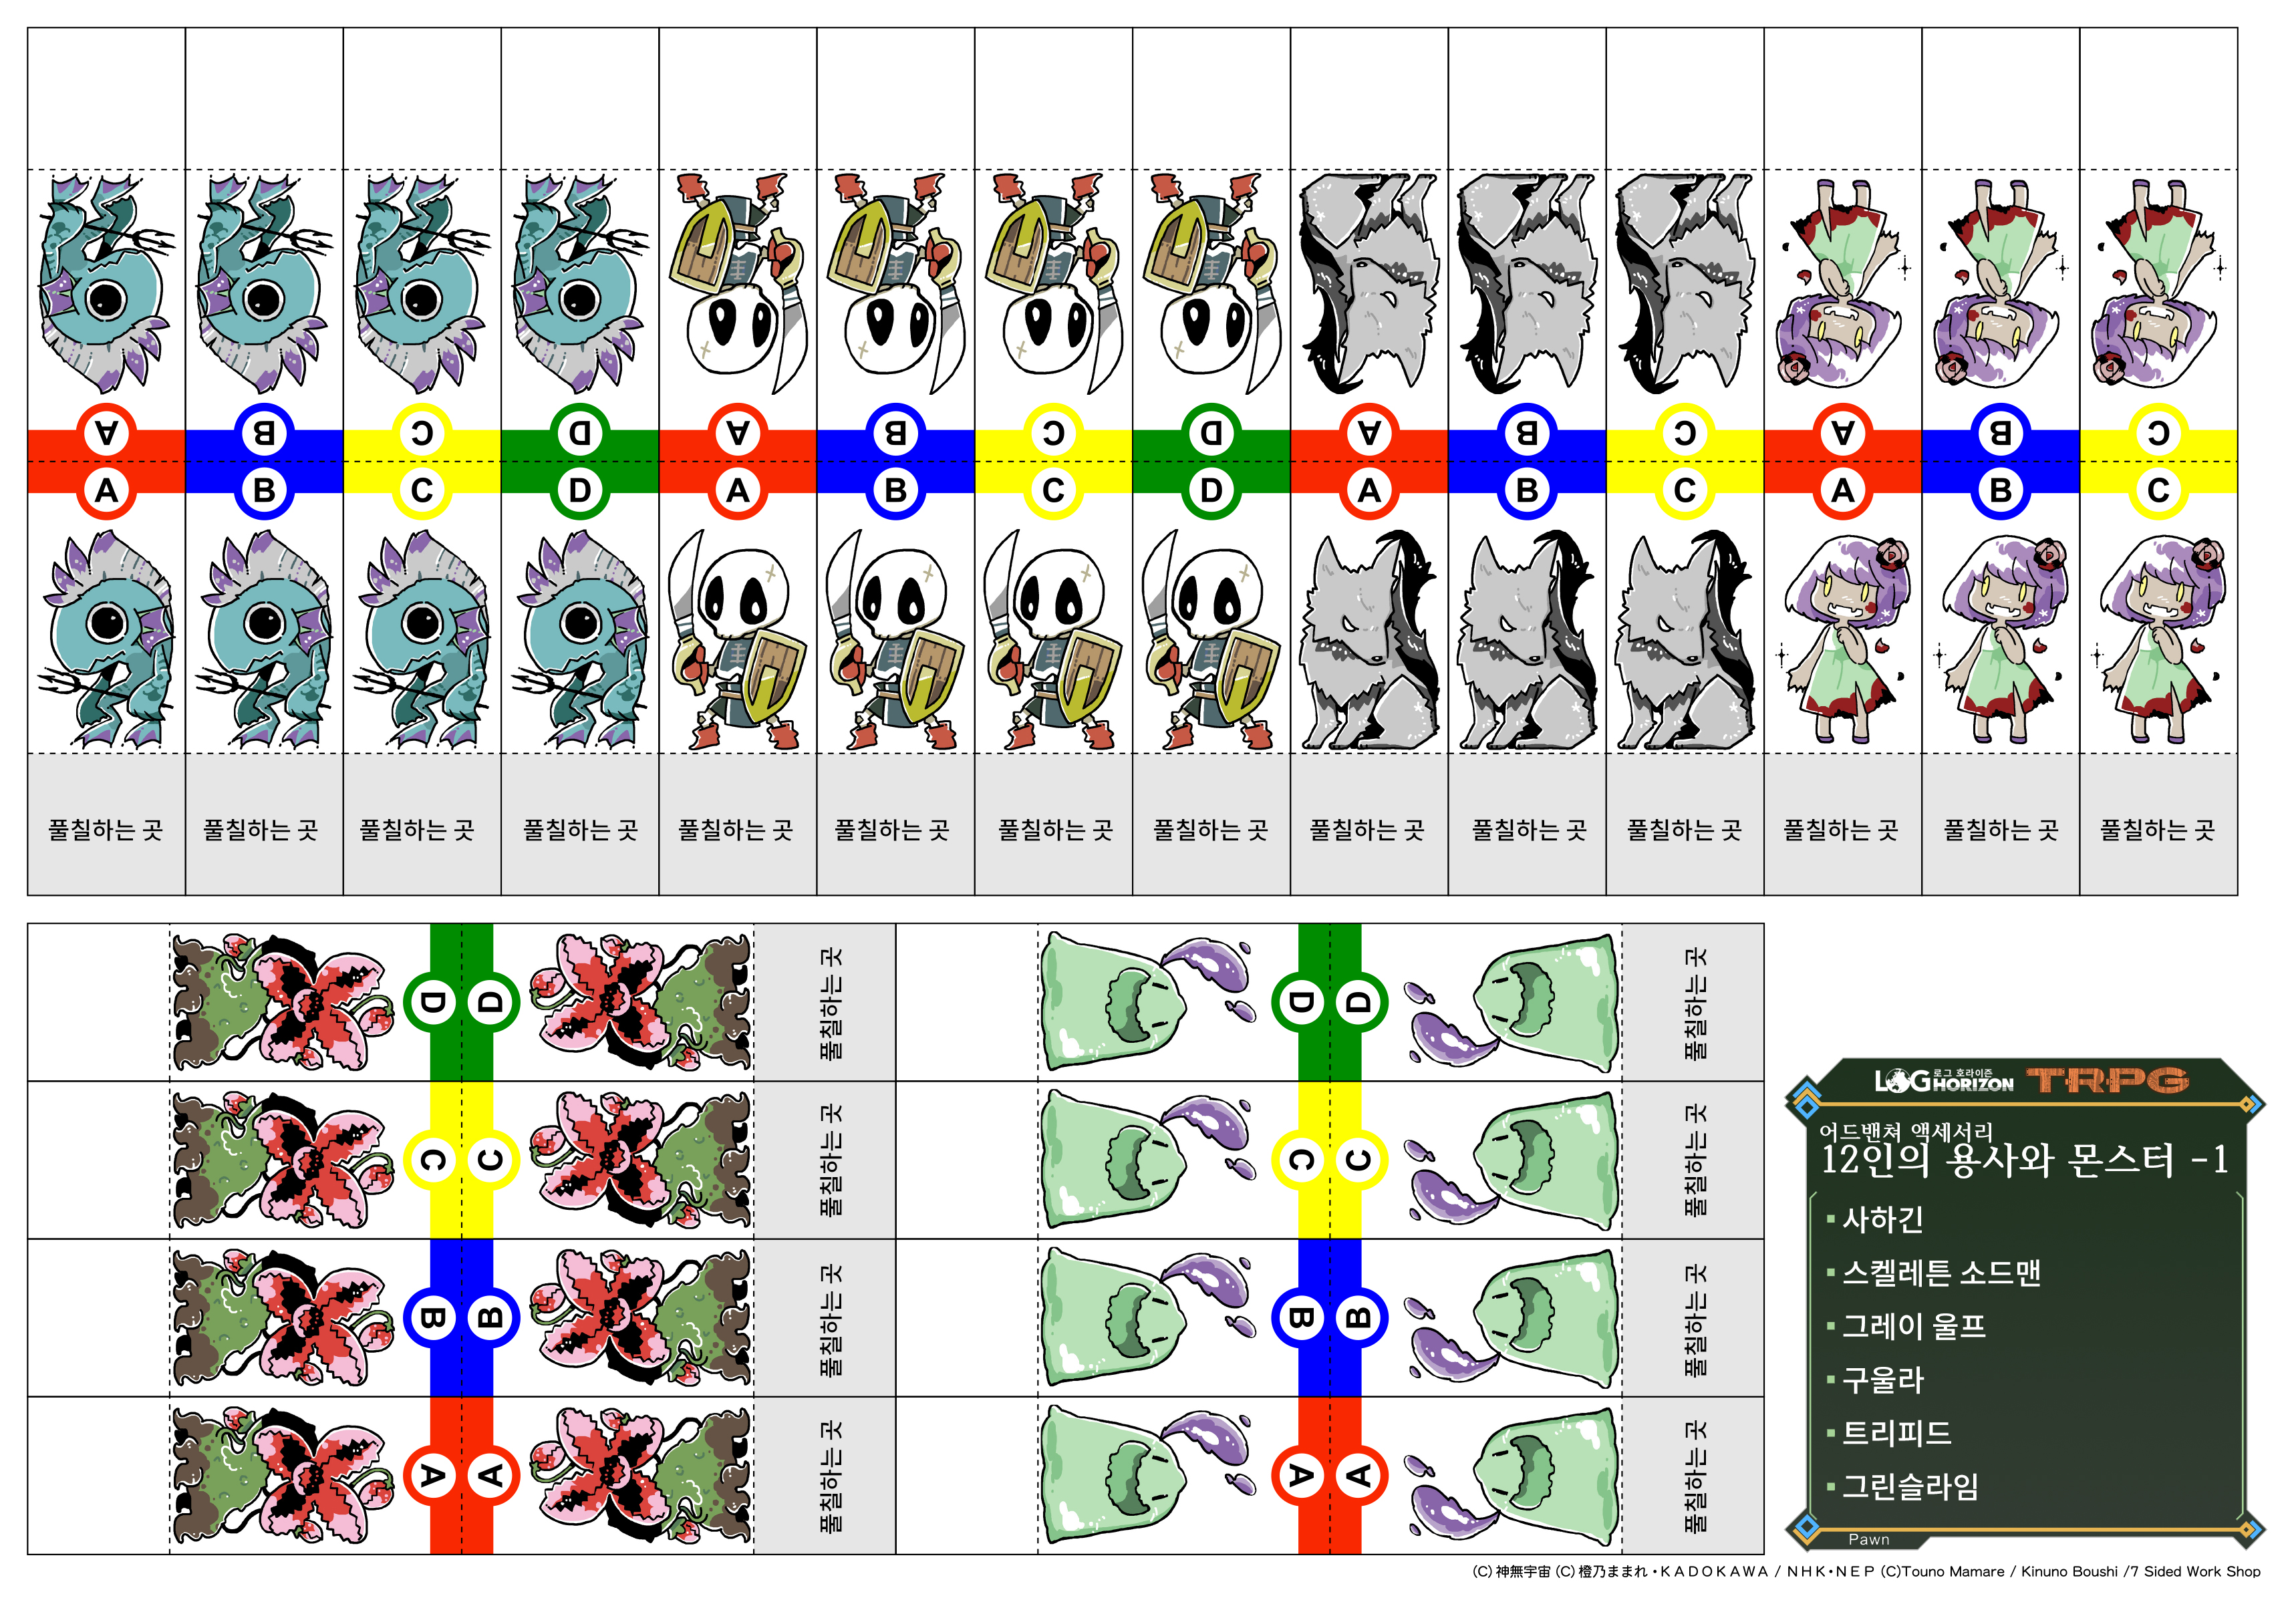 A B C D A B C D A B C A B C
A B C D A B C D A B C A B C
풀칠하는 곳 풀칠하는 곳 풀칠하는 곳 풀칠하는 곳 풀칠하는 곳 풀칠하는 곳 풀칠하는 곳 풀칠하는 곳 풀칠하는 곳 풀칠하는 곳 풀칠하는 곳 풀칠하는 곳 풀칠하는 곳 풀칠하는 곳
D D 풀칠하는 곳 D D 풀칠하는 곳
C C 풀칠하는 곳 C C 풀칠하는 곳
B B 풀칠하는 곳 B B 풀칠하는 곳
A A 풀칠하는 곳 A A 풀칠하는 곳
LOG 로그 호라이즌 HORIZON TRPG
어드밴쳐 액세서리
12인의 용사와 몬스터 -1
▪ 사하긴
▪ 스켈레튼 소드맨
▪ 그레이 울프
▪ 구울라
▪ 트리피드
▪ 그린슬라임
Pawn
(C) 神無宇宙 (C) 橙乃ままれ・KADOKAWA / NHK・NEP (C)Touno Mamare / Kinuno Boushi /7 Sided Work Shop